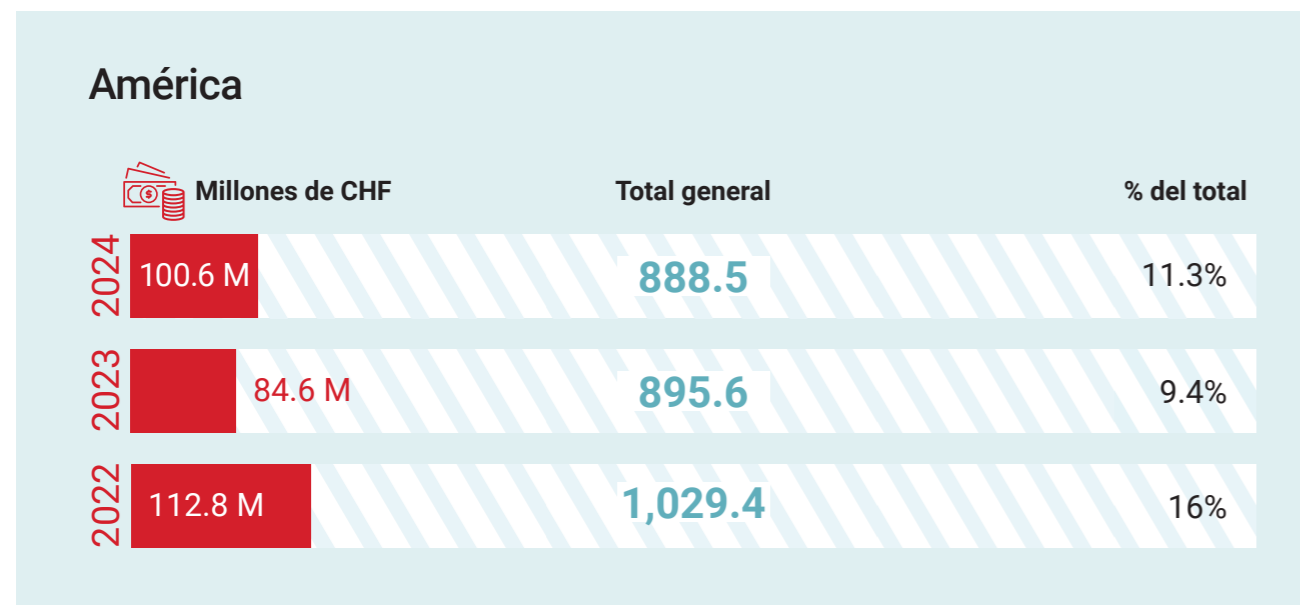 América
Millones de CHF Total general % del total
2024 100.6 M 888.5 11.3%
2023 84.6 M 895.6 9.4%
2022 112.8 M 1,029.4 16%